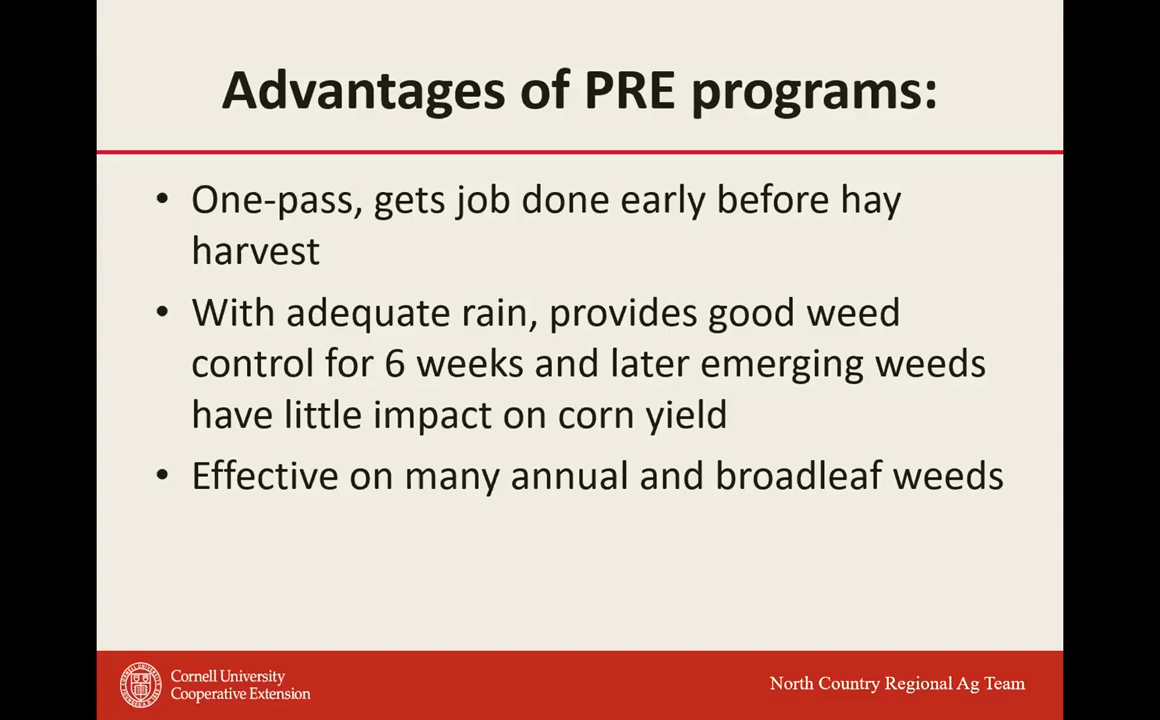 Advantages of PRE programs:
• One-pass, gets job done early before hay
harvest
• With adequate rain, provides good weed
control for 6 weeks and later emerging weeds
have little impact on corn yield
• Effective on many annual and broadleaf weeds
Cornell University
Cooperative Extension
North Country Regional Ag Team